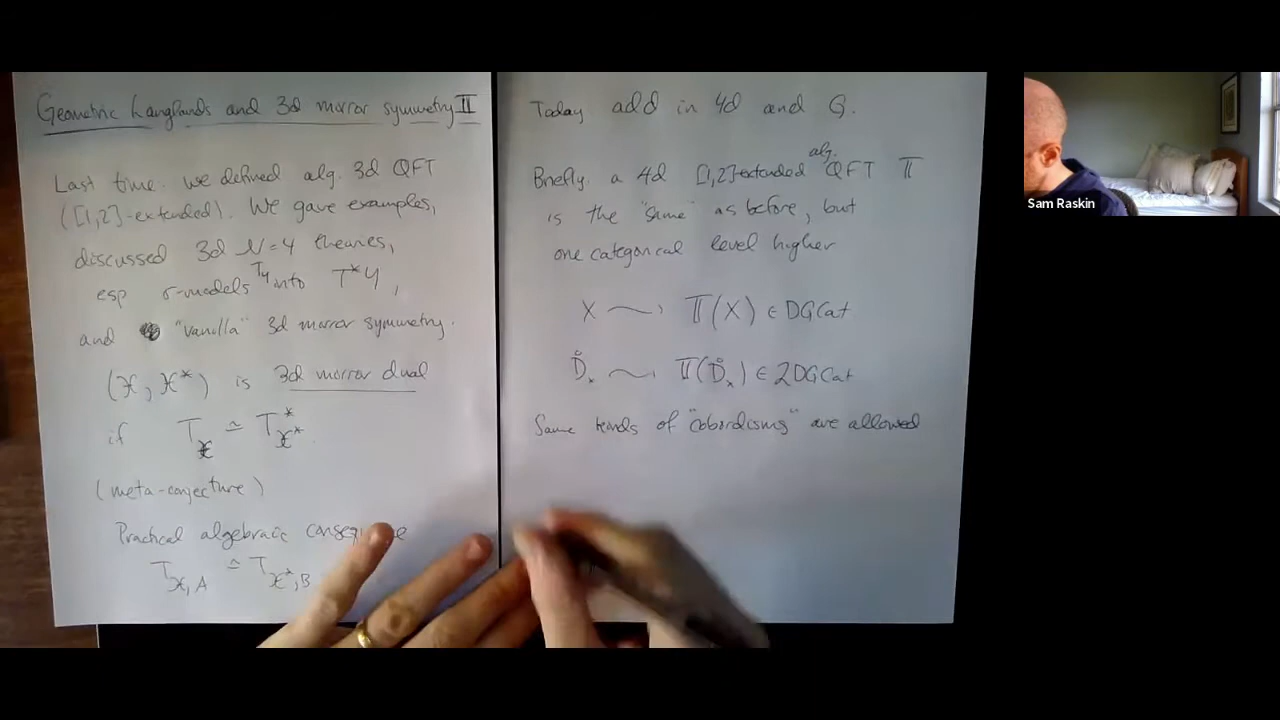 Geometric Langlands and 3d mirror symmetry II
Last time: we defined alg. 3d QFT
([1,2]-extended). We gave examples,
discussed 3d N=4 theories,
esp σ-models T_Y into T*Y,
and "vanilla" 3d mirror symmetry.
(X, X*) is 3d mirror dual
if T_X ≃ T*_X*.
(meta-conjecture)
Practical algebraic
T_X,A ≃ T_X*,B
Today: add in 4d and G.
Briefly: a 4d [1,2]-extended alg. QFT 𝕋
is the "same" as before, but
one categorical level higher
X ⇝ 𝕋(X) ∈ DGCat
D̊_x ⇝ 𝕋(D̊_x) ∈ 2DGCat
Same kinds of "cobordisms" are allowed
Sam Raskin